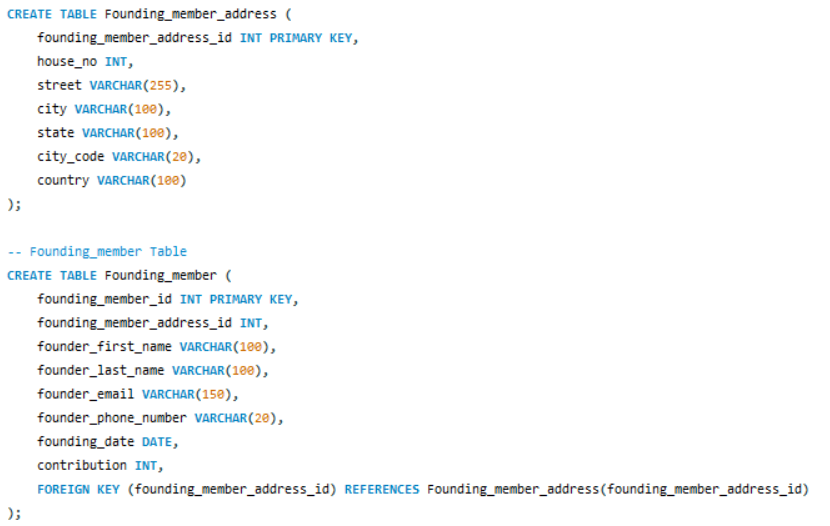 CREATE TABLE Founding_member_address (
    founding_member_address_id INT PRIMARY KEY,
    house_no INT,
    street VARCHAR(255),
    city VARCHAR(100),
    state VARCHAR(100),
    city_code VARCHAR(20),
    country VARCHAR(100)
);

-- Founding_member Table
CREATE TABLE Founding_member (
    founding_member_id INT PRIMARY KEY,
    founding_member_address_id INT,
    founder_first_name VARCHAR(100),
    founder_last_name VARCHAR(100),
    founder_email VARCHAR(150),
    founder_phone_number VARCHAR(20),
    founding_date DATE,
    contribution INT,
    FOREIGN KEY (founding_member_address_id) REFERENCES Founding_member_address(founding_member_address_id)
);